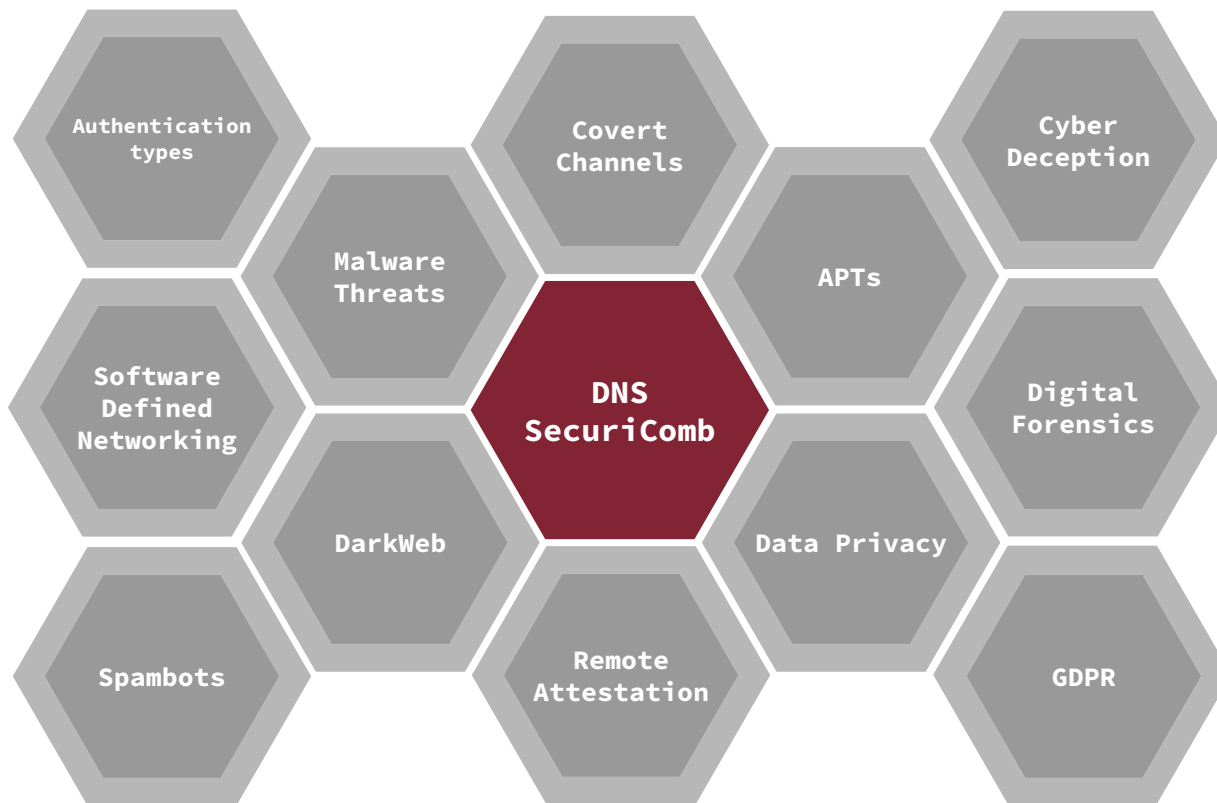 Authentication
types
Covert
Channels
Cyber
Deception
Malware
Threats
APTs
Software
Defined
Networking
DNS
SecuriComb
Digital
Forensics
DarkWeb
Data Privacy
Spambots
Remote
Attestation
GDPR